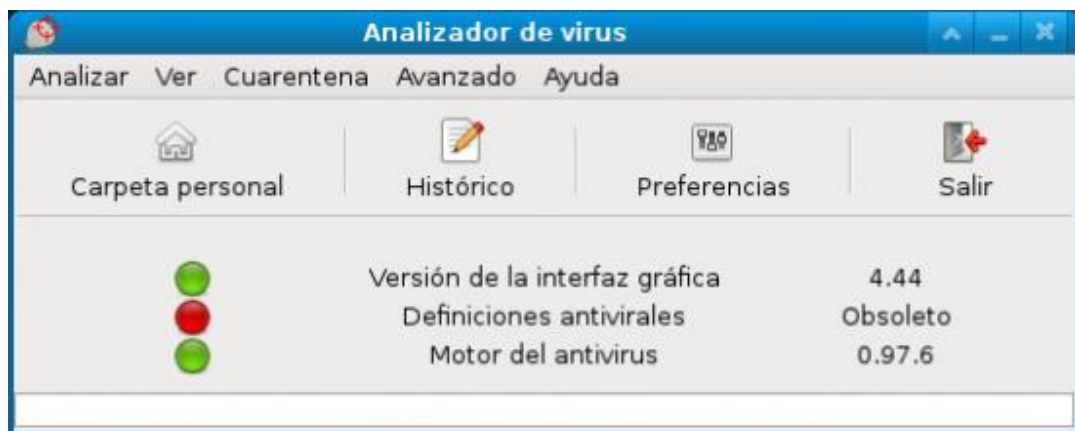 Analizador de virus
Analizar Ver Cuarentena Avanzado Ayuda
Carpeta personal Histórico Preferencias Salir
Versión de la interfaz gráfica 4.44
Definiciones antivirales Obsoleto
Motor del antivirus 0.97.6